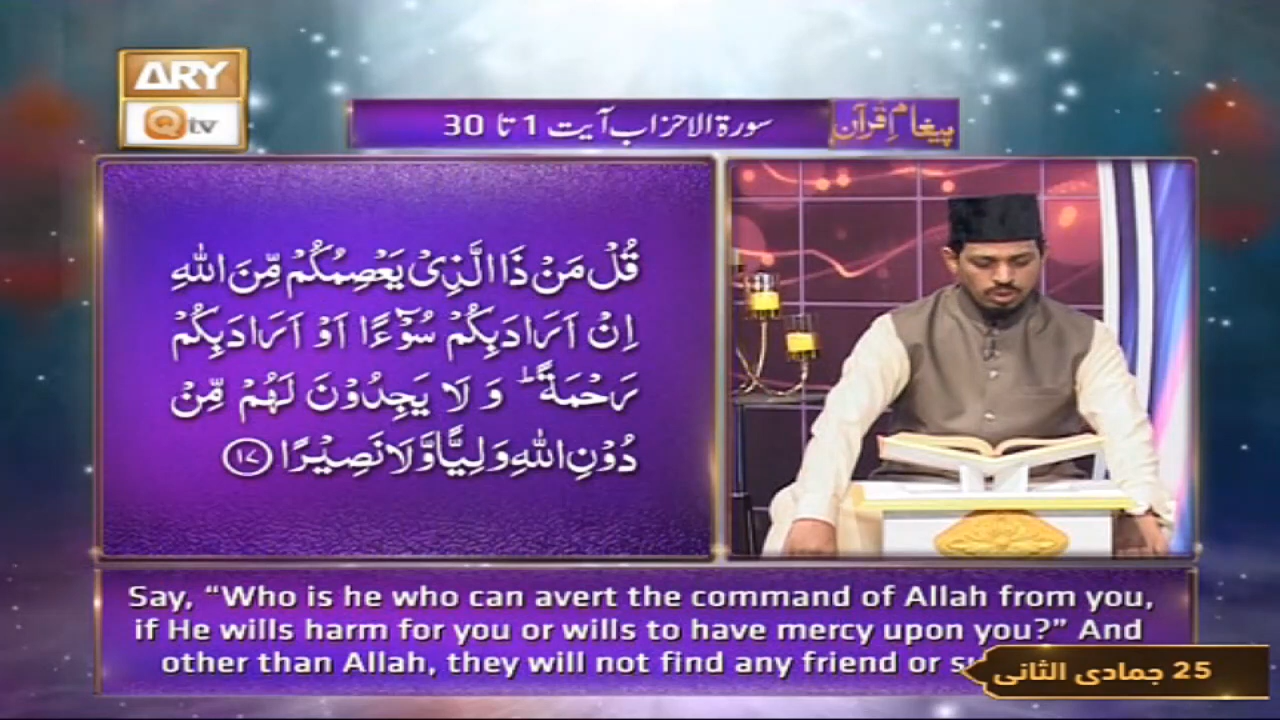 ARY
Qtv
پیغامِ قرآن
سورۃ الاحزاب آیت 1 تا 30
قُلْ مَنْ ذَا الَّذِیْ یَعْصِمُكُمْ مِّنَ اللّٰهِ
اِنْ اَرَادَ بِكُمْ سُوْٓءًا اَوْ اَرَادَ بِكُمْ
رَحْمَةً ؕ وَ لَا یَجِدُوْنَ لَهُمْ مِّنْ
دُوْنِ اللّٰهِ وَلِیًّا وَّ لَا نَصِیْرًا ۱۷
Say, “Who is he who can avert the command of Allah from you,
if He wills harm for you or wills to have mercy upon you?” And
other than Allah, they will not find any friend or
25 جمادی الثانی